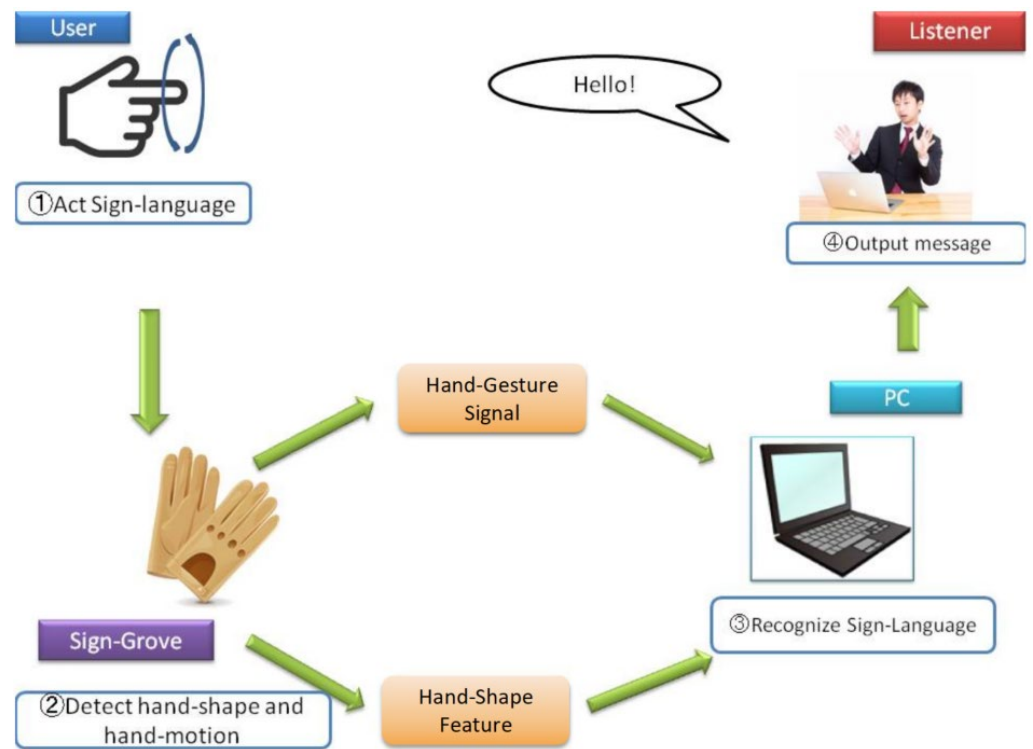 User
Listener
Hello!
①Act Sign-language
④Output message
Hand-Gesture
Signal
PC
③Recognize Sign-Language
Sign-Grove
②Detect hand-shape and
hand-motion
Hand-Shape
Feature